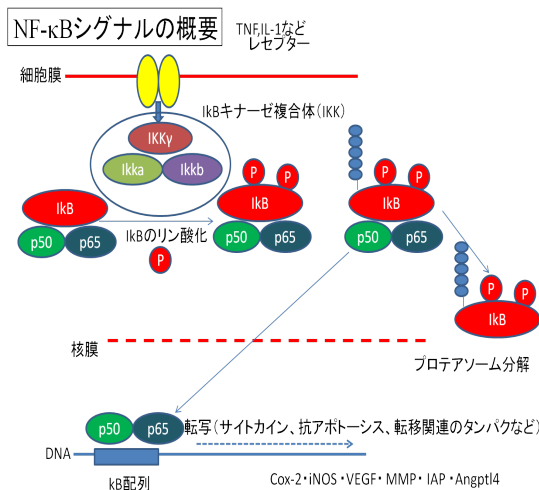 NF-κBシグナルの概要
TNF,IL-1など
レセプター
細胞膜
IkBキナーゼ複合体(IKK)
IKKγ
Ikka
Ikkb
P
P
P
P
IkB
IkB
IkB
p50
p65
IkBのリン酸化
P
p50
p65
p50
p65
P
P
IkB
核膜
プロテアソーム分解
p50
p65
転写(サイトカイン、抗アポトーシス、転移関連のタンパクなど)
DNA
kB配列
Cox-2・iNOS・VEGF・MMP・IAP・Angptl4